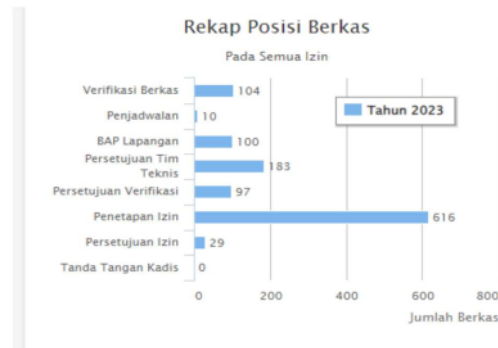 Rekap Posisi Berkas
Pada Semua Izin
Verifikasi Berkas 104
Penjadwalan 10
BAP Lapangan 100
Persetujuan Tim
Teknis 183
Persetujuan Verifikasi 97
Penetapan Izin 616
Persetujuan Izin 29
Tanda Tangan Kadis 0
Tahun 2023
0 200 400 600 800
Jumlah Berkas